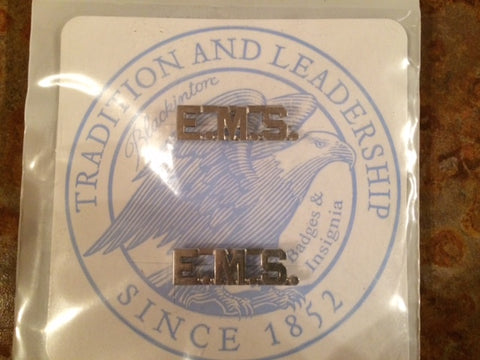 TRADITION AND LEADERSHIP
Blackinton
E.M.S.
Badges &
Insignia
E.M.S.
SINCE 1852